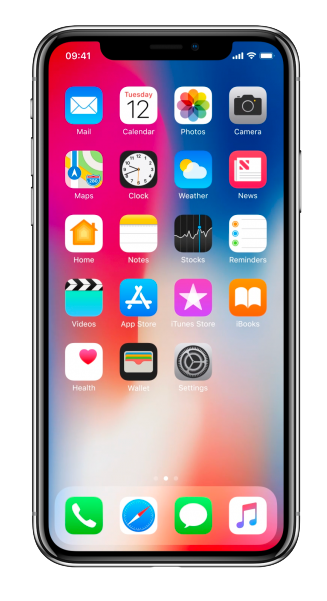 09:41
Tuesday
12
Mail
Calendar
Photos
Camera
280
Maps
Clock
Weather
News
Home
Notes
Stocks
Reminders
Videos
App Store
iTunes Store
iBooks
Health
Wallet
Settings